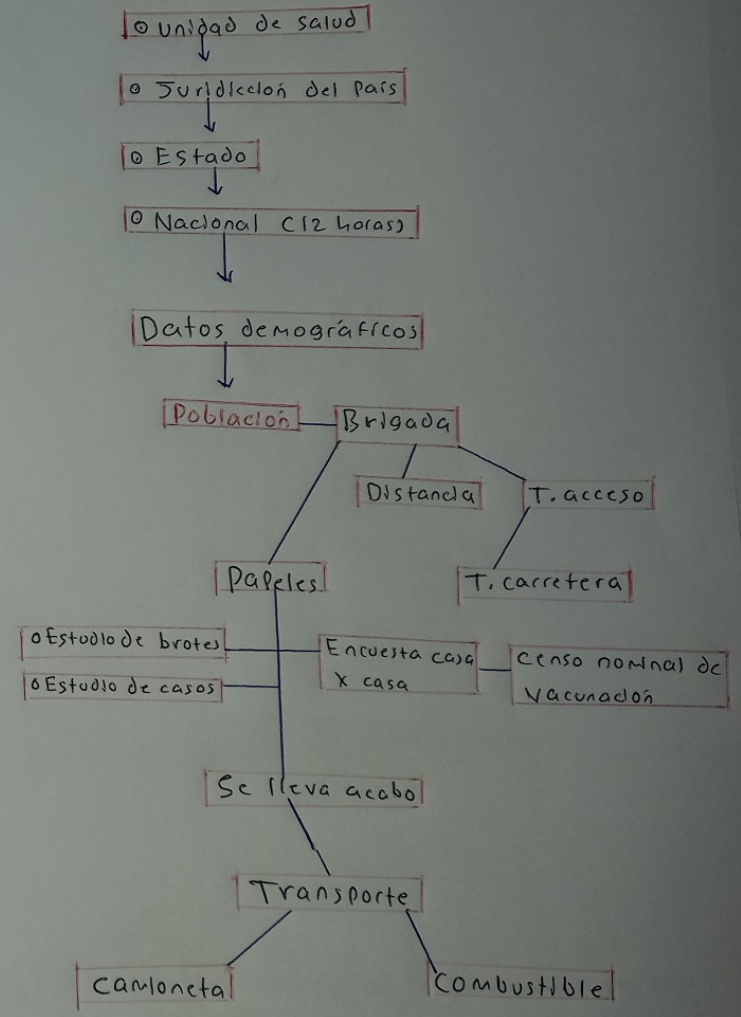 o Unidad de salud
o Juridiccion del País
o Estado
o Nacional (12 horas)
Datos demográficos
Población
Brigada
Distancia
T. acceso
Papeles
T. carretera
o Estudio de brotes
Encuesta casa
x casa
Censo nominal de
vacunación
o Estudio de casos
Se lleva acabo
Transporte
Camioneta
Combustible